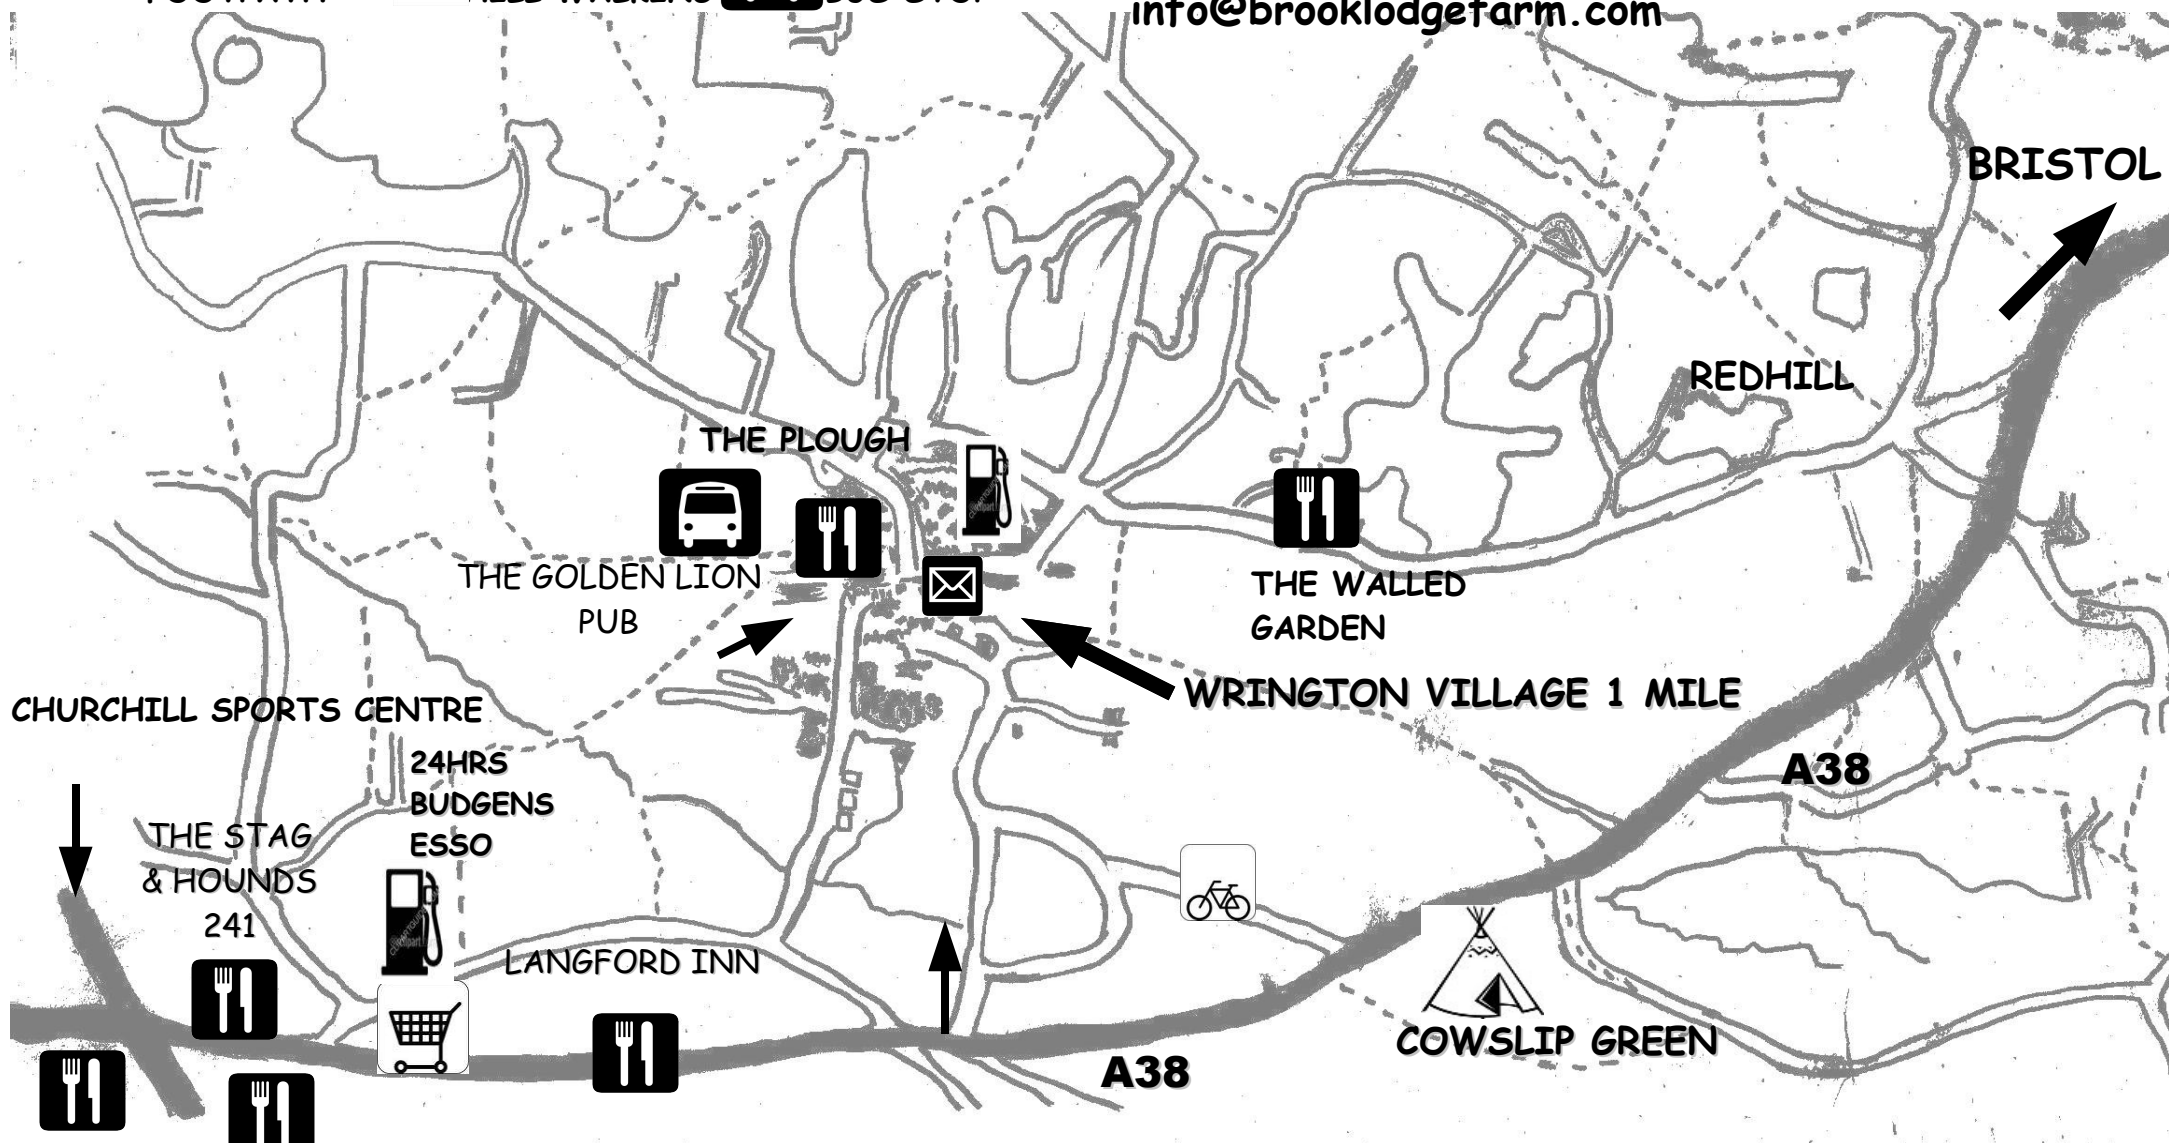 info@brooklodgefarm.com
BRISTOL
REDHILL
THE PLOUGH
THE GOLDEN LION
PUB
THE WALLED
GARDEN
WRINGTON VILLAGE 1 MILE
CHURCHILL SPORTS CENTRE
24HRS
BUDGENS
ESSO
A38
THE STAG
& HOUNDS
241
LANGFORD INN
COWSLIP GREEN
A38